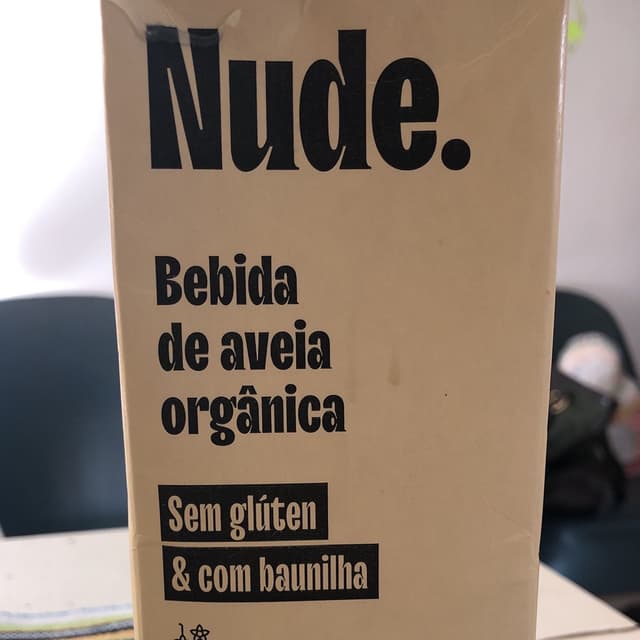 Nude.
Bebida
de aveia
orgânica
Sem glúten
& com baunilha